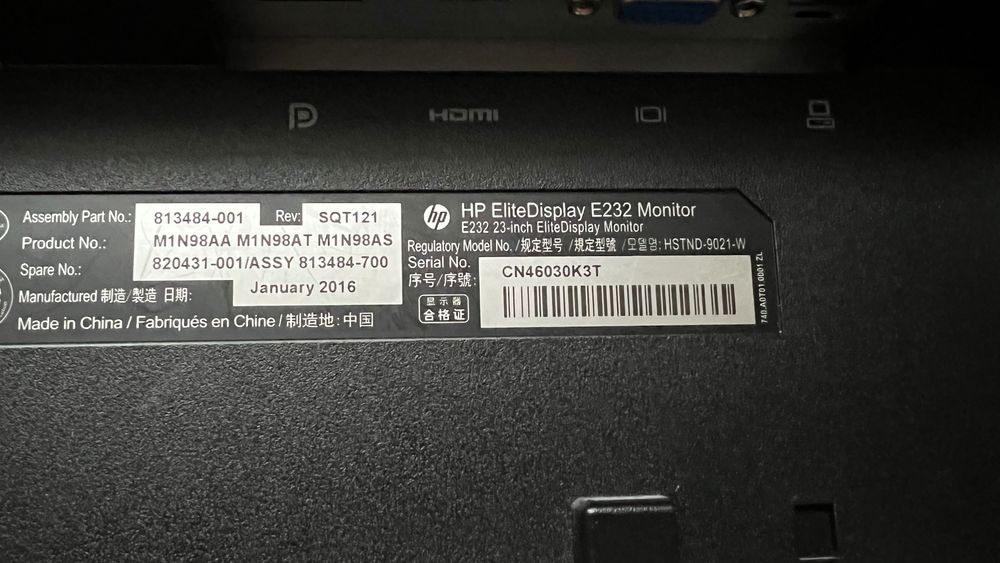 HDMI
Assembly Part No.: 813484-001 Rev: SQT121
Product No.: M1N98AA M1N98AT M1N98AS
Spare No.: 820431-001/ASSY 813484-700
Manufactured 制造/製造 日期: January 2016
Made in China / Fabriqués en Chine / 制造地: 中国
hp HP EliteDisplay E232 Monitor
E232 23-inch EliteDisplay Monitor
Regulatory Model No. /规定型号 /規定型號 /모델명: HSTND-9021-W
Serial No.
序号/序號: CN46030K3T
显示器
合格证
740.A0T01.0001 ZL